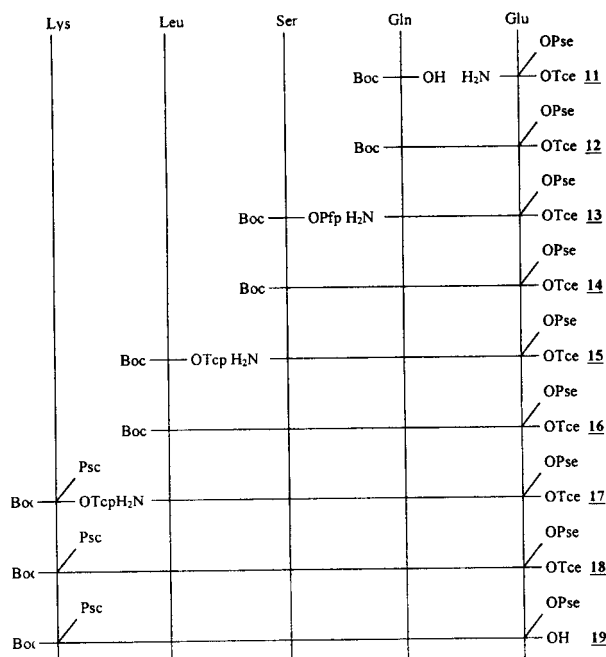 Lys Leu Ser Gln Glu
OPse
Boc OH H₂N OTce 11
OPse
Boc OTce 12
OPse
Boc OPfp H₂N OTce 13
OPse
Boc OTce 14
OPse
Boc OTcp H₂N OTce 15
OPse
Boc OTce 16
Psc OPse
Boc OTcpH₂N OTce 17
Psc OPse
Boc OTce 18
Psc OPse
Boc OH 19